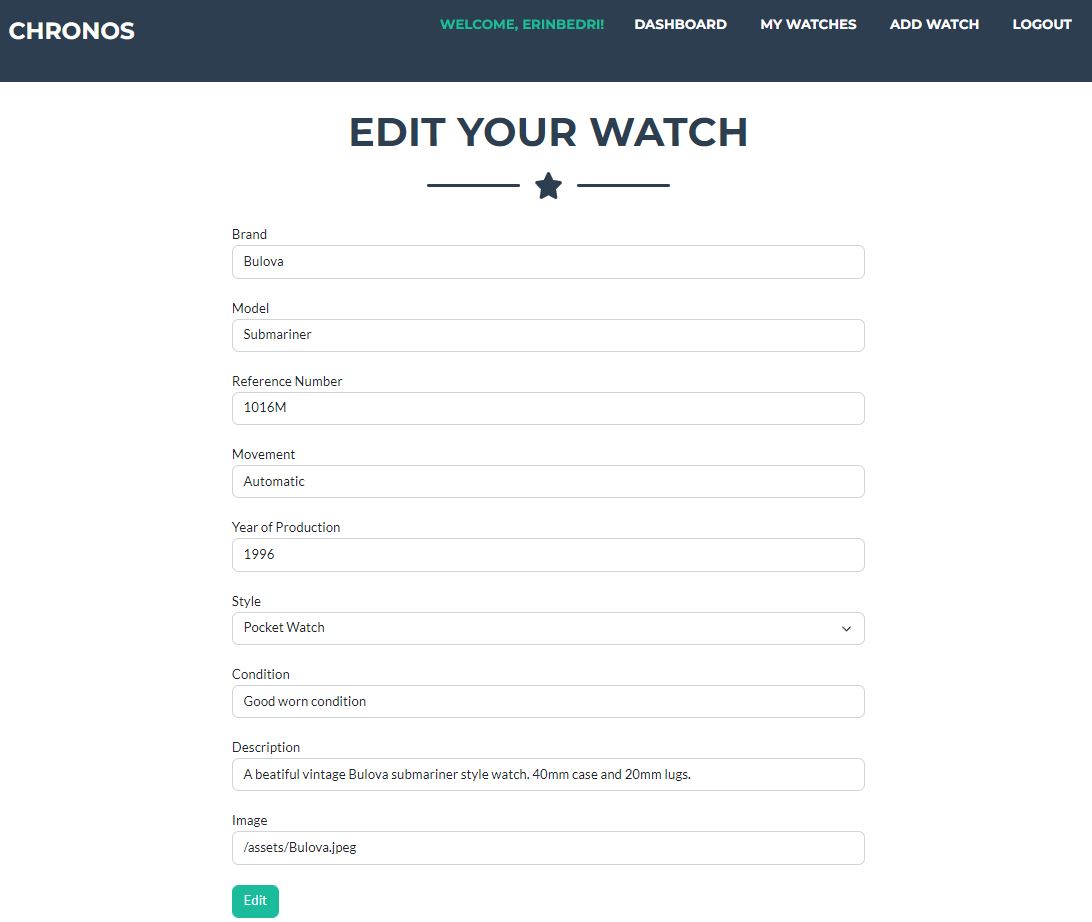 CHRONOS
WELCOME, ERINBEDRI! DASHBOARD MY WATCHES ADD WATCH LOGOUT
EDIT YOUR WATCH
Brand
Bulova
Model
Submariner
Reference Number
1016M
Movement
Automatic
Year of Production
1996
Style
Pocket Watch
Condition
Good worn condition
Description
A beatiful vintage Bulova submariner style watch. 40mm case and 20mm lugs.
Image
/assets/Bulova.jpeg
Edit